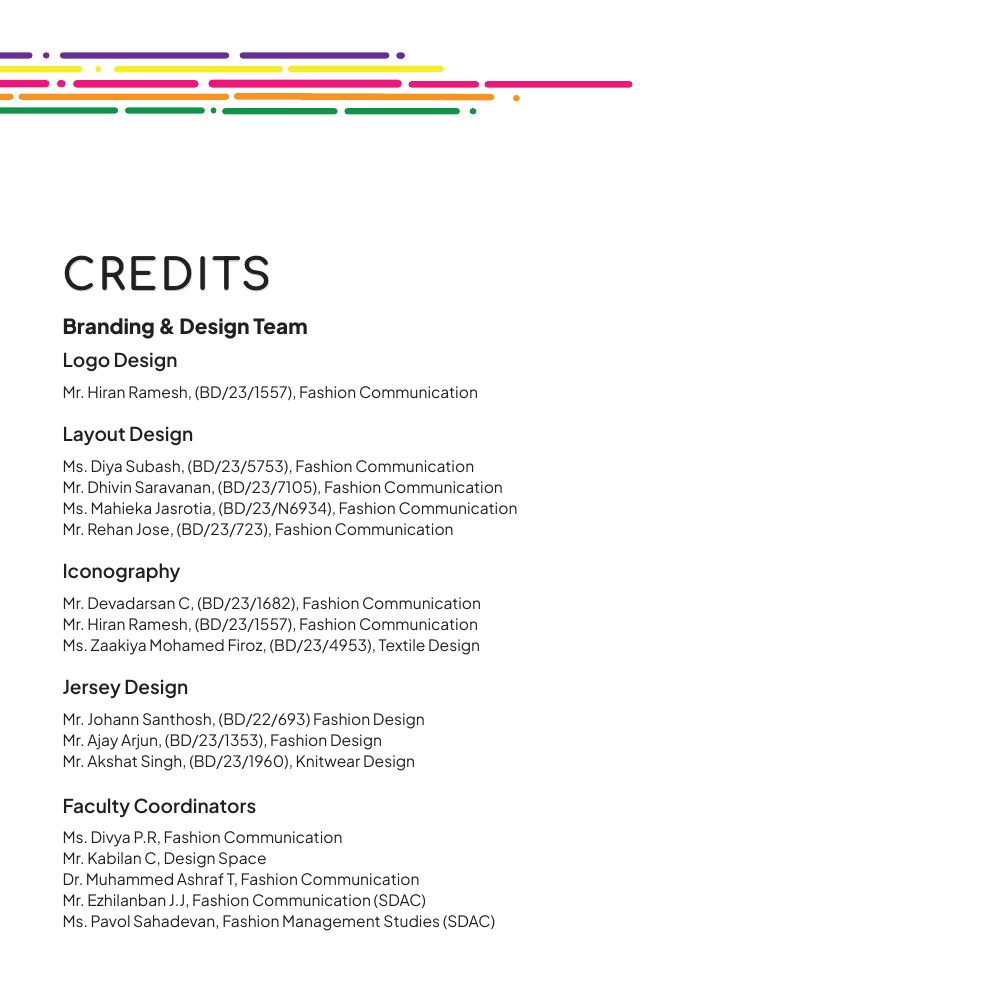 CREDITS
Branding & Design Team
Logo Design
Mr. Hiran Ramesh, (BD/23/1557), Fashion Communication
Layout Design
Ms. Diya Subash, (BD/23/5753), Fashion Communication
Mr. Dhivin Saravanan, (BD/23/7105), Fashion Communication
Ms. Mahieka Jasrotia, (BD/23/N6934), Fashion Communication
Mr. Rehan Jose, (BD/23/723), Fashion Communication
Iconography
Mr. Devadarsan C, (BD/23/1682), Fashion Communication
Mr. Hiran Ramesh, (BD/23/1557), Fashion Communication
Ms. Zaakiya Mohamed Firoz, (BD/23/4953), Textile Design
Jersey Design
Mr. Johann Santhosh, (BD/22/693) Fashion Design
Mr. Ajay Arjun, (BD/23/1353), Fashion Design
Mr. Akshat Singh, (BD/23/1960), Knitwear Design
Faculty Coordinators
Ms. Divya P.R, Fashion Communication
Mr. Kabilan C, Design Space
Dr. Muhammed Ashraf T, Fashion Communication
Mr. Ezhilanban J.J, Fashion Communication (SDAC)
Ms. Pavol Sahadevan, Fashion Management Studies (SDAC)